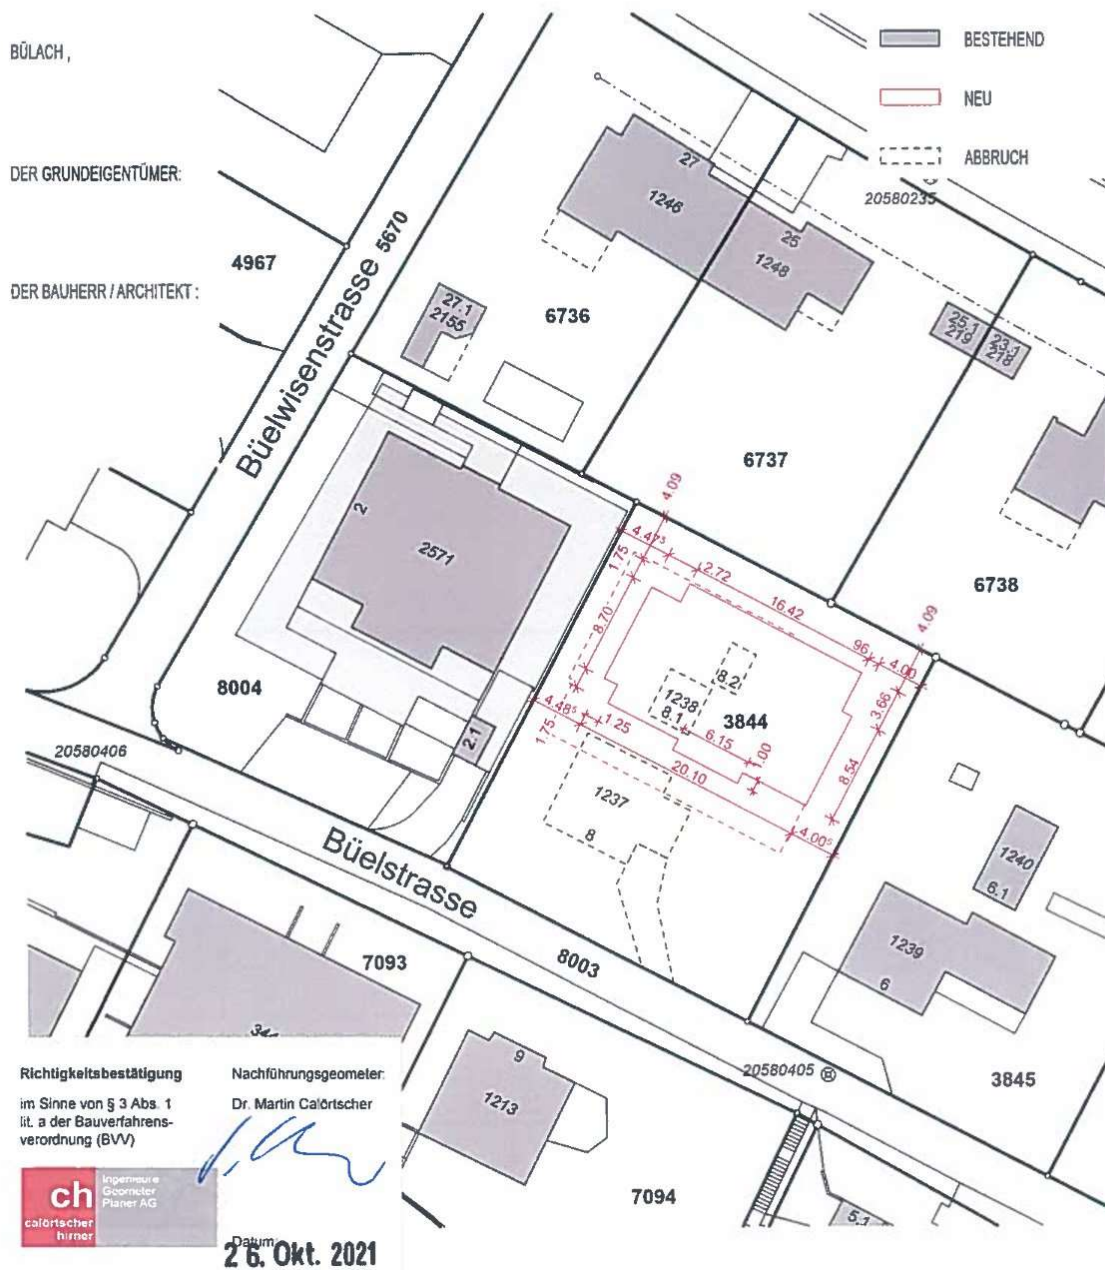 BÜLACH,
DER GRUNDEIGENTÜMER:
DER BAUHERR / ARCHITEKT :
BESTEHEND
NEU
ABBRUCH
20580235
4967
Büelwisenstrasse 5670
27
1246
25
1248
27.1
2155
6736
25.1
219
23.1
218
6737
6738
2
2571
8004
2.1
4.09
4.47⁵
1.75
2.72
16.42
96
4.00
4.09
8.70
3.66
8.54
8.2
1238
8.1
3844
6.15
1.00
4.48⁵
1.25
1.75
20.10
4.00⁵
1237
8
20580406
Büelstrasse
8003
7093
1240
6.1
1239
6
3845
20580405
9
1213
7094
5.1
Richtigkeitsbestätigung
im Sinne von § 3 Abs. 1
lit. a der Bauverfahrens-
verordnung (BVV)
Nachführungsgeometer:
Dr. Martin Calörtscher
ch
calörtscher
hirner
Ingenieure
Geometer
Planer AG
Datum:
26. Okt. 2021